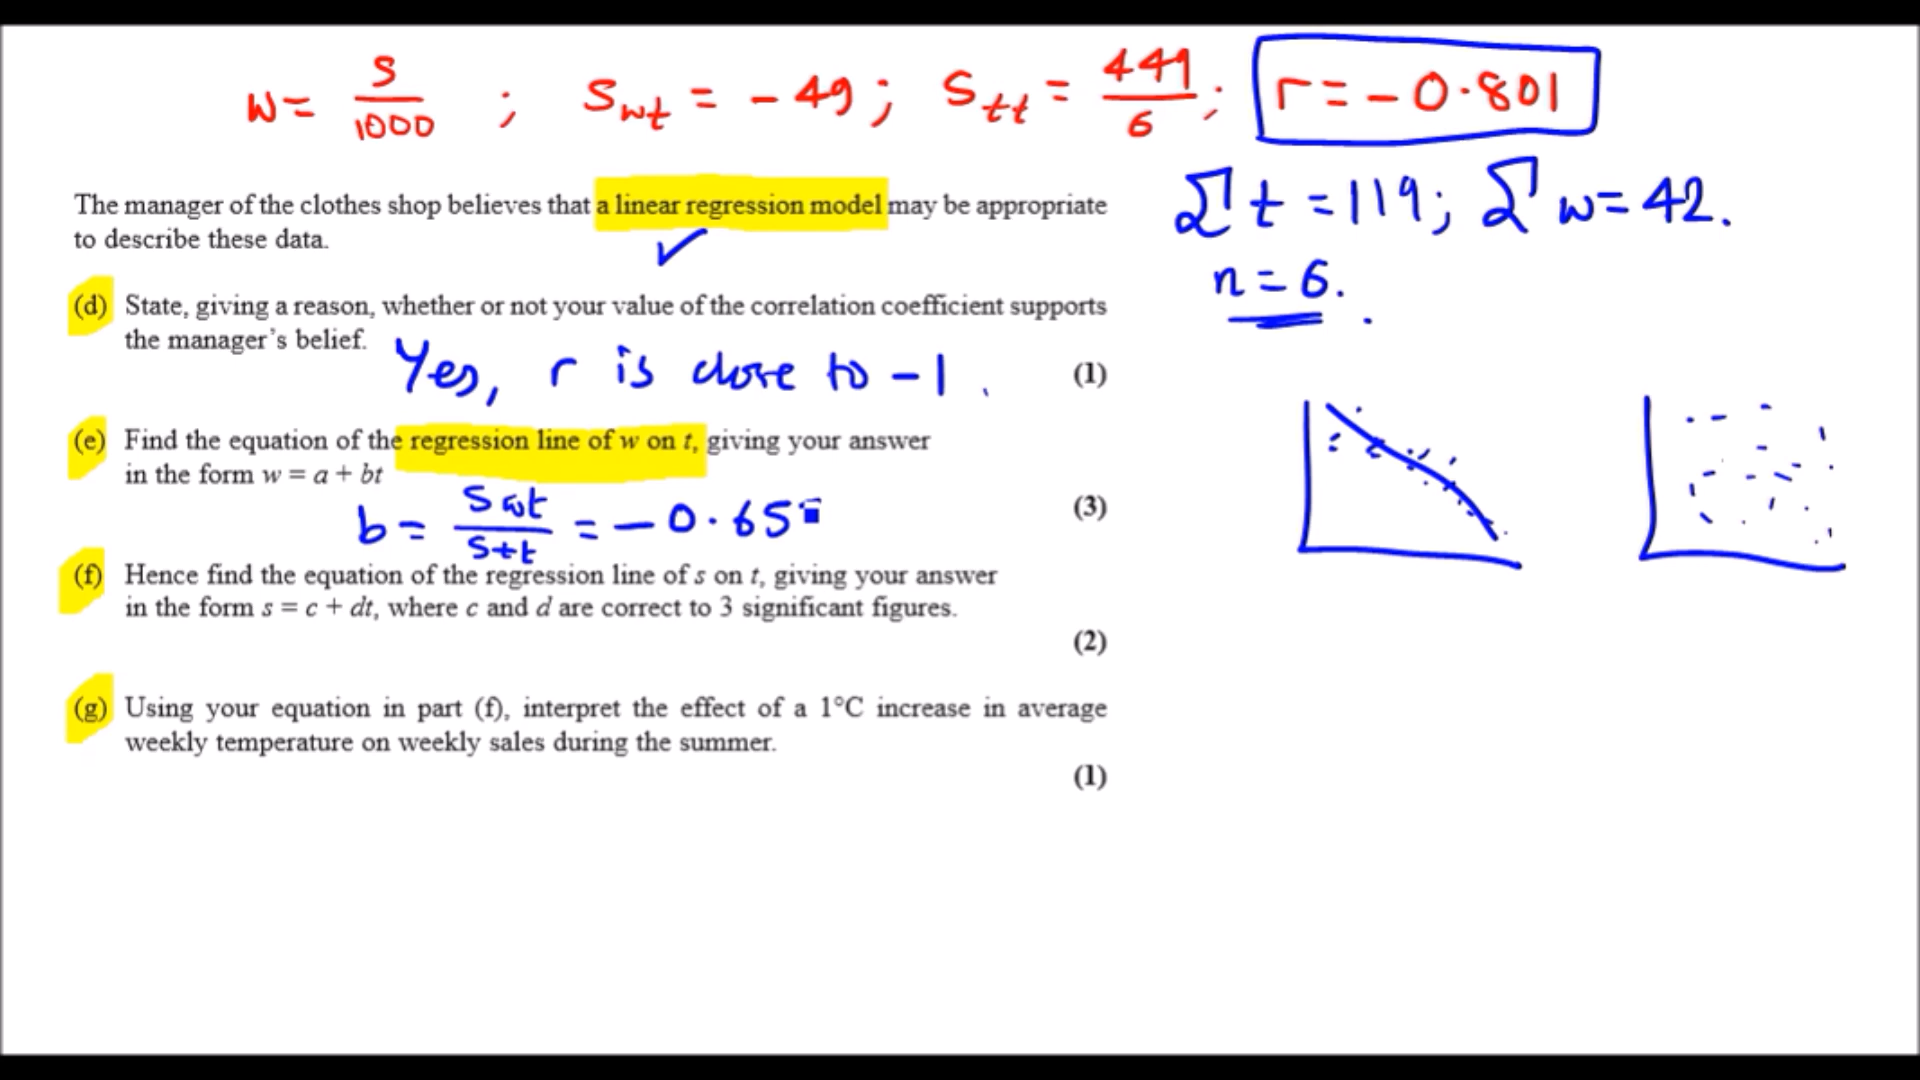 w = s/1000 ; Swt = -49; Stt = 449/6; r = -0.801
Σt = 119; Σw = 42.
n = 6.
The manager of the clothes shop believes that a linear regression model may be appropriate
to describe these data.
(d) State, giving a reason, whether or not your value of the correlation coefficient supports
the manager's belief.
Yes, r is close to -1.
(1)
(e) Find the equation of the regression line of w on t, giving your answer
in the form w = a + bt
b = Swt/Stt = -0.65
(3)
(f) Hence find the equation of the regression line of s on t, giving your answer
in the form s = c + dt, where c and d are correct to 3 significant figures.
(2)
(g) Using your equation in part (f), interpret the effect of a 1°C increase in average
weekly temperature on weekly sales during the summer.
(1)